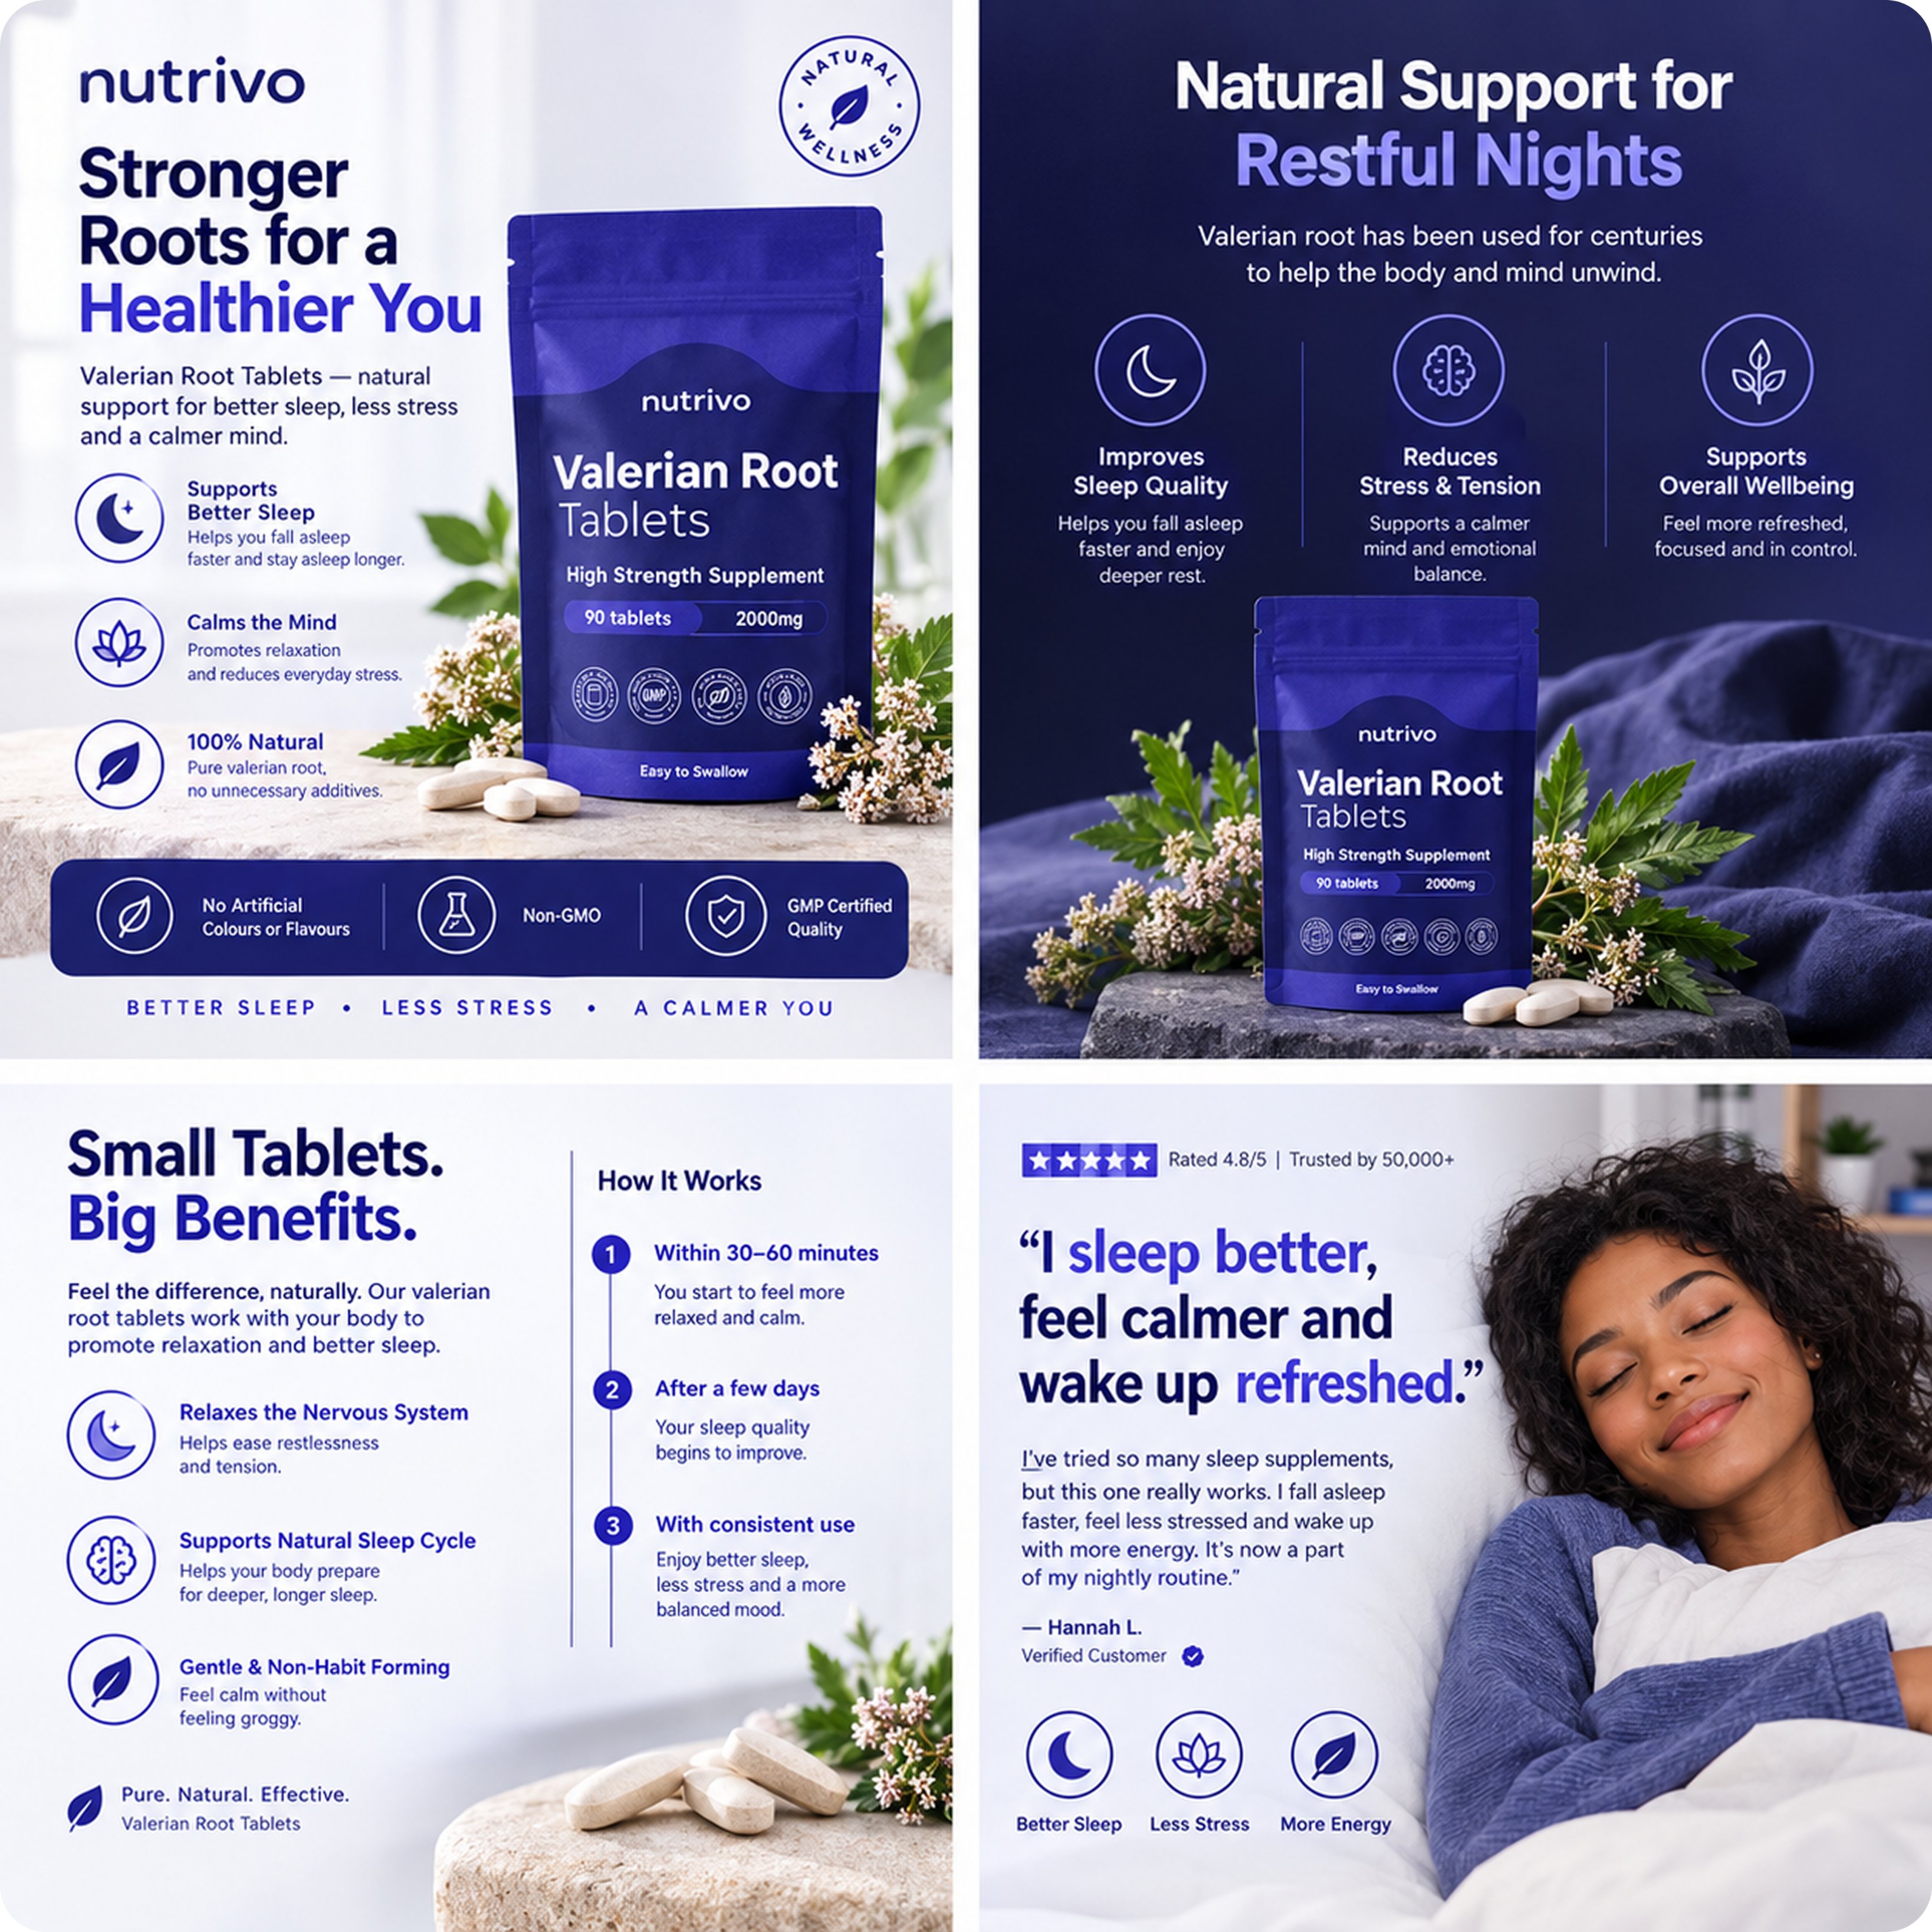 nutrivo
NATURAL
WELLNESS
Stronger
Roots for a
Healthier You
Valerian Root Tablets — natural
support for better sleep, less stress
and a calmer mind.
Supports
Better Sleep
Helps you fall asleep
faster and stay asleep longer.
Calms the Mind
Promotes relaxation
and reduces everyday stress.
100% Natural
Pure valerian root,
no unnecessary additives.
nutrivo
Valerian Root
Tablets
High Strength Supplement
90 tablets 2000mg
GMP
Easy to Swallow
No Artificial
Colours or Flavours
Non-GMO
GMP Certified
Quality
BETTER SLEEP • LESS STRESS • A CALMER YOU
Natural Support for
Restful Nights
Valerian root has been used for centuries
to help the body and mind unwind.
Improves
Sleep Quality
Helps you fall asleep
faster and enjoy
deeper rest.
Reduces
Stress & Tension
Supports a calmer
mind and emotional
balance.
Supports
Overall Wellbeing
Feel more refreshed,
focused and in control.
nutrivo
Valerian Root
Tablets
High Strength Supplement
90 tablets 2000mg
Easy to Swallow
Small Tablets.
Big Benefits.
Feel the difference, naturally. Our valerian
root tablets work with your body to
promote relaxation and better sleep.
Relaxes the Nervous System
Helps ease restlessness
and tension.
Supports Natural Sleep Cycle
Helps your body prepare
for deeper, longer sleep.
Gentle & Non-Habit Forming
Feel calm without
feeling groggy.
Pure. Natural. Effective.
Valerian Root Tablets
How It Works
1 Within 30–60 minutes
You start to feel more
relaxed and calm.
2 After a few days
Your sleep quality
begins to improve.
3 With consistent use
Enjoy better sleep,
less stress and a more
balanced mood.
Rated 4.8/5 | Trusted by 50,000+
“I sleep better,
feel calmer and
wake up refreshed.”
I’ve tried so many sleep supplements,
but this one really works. I fall asleep
faster, feel less stressed and wake up
with more energy. It’s now a part
of my nightly routine.”
— Hannah L.
Verified Customer
Better Sleep
Less Stress
More Energy